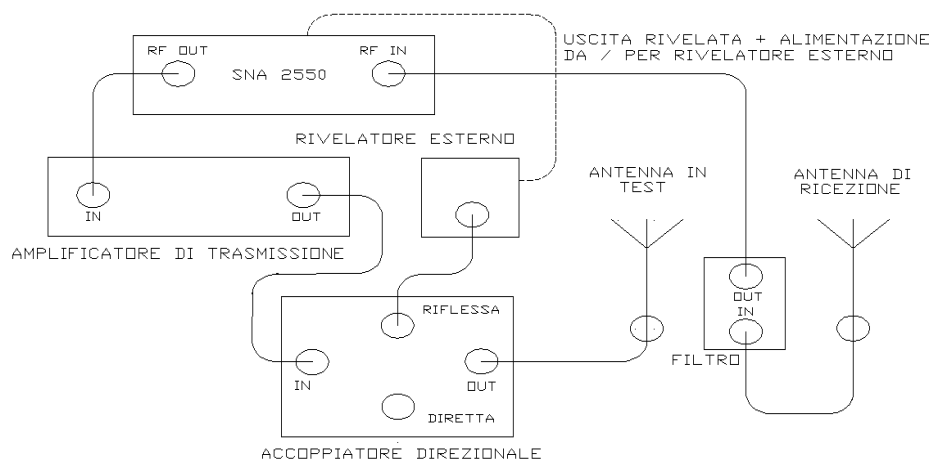 RF OUT
RF IN
SNA 2550
USCITA RIVELATA + ALIMENTAZIONE
DA / PER RIVELATORE ESTERNO
RIVELATORE ESTERNO
IN
OUT
AMPLIFICATORE DI TRASMISSIONE
ANTENNA IN
TEST
ANTENNA DI
RICEZIONE
OUT
IN
FILTRO
RIFLESSA
IN
OUT
DIRETTA
ACCOPPIATORE DIREZIONALE